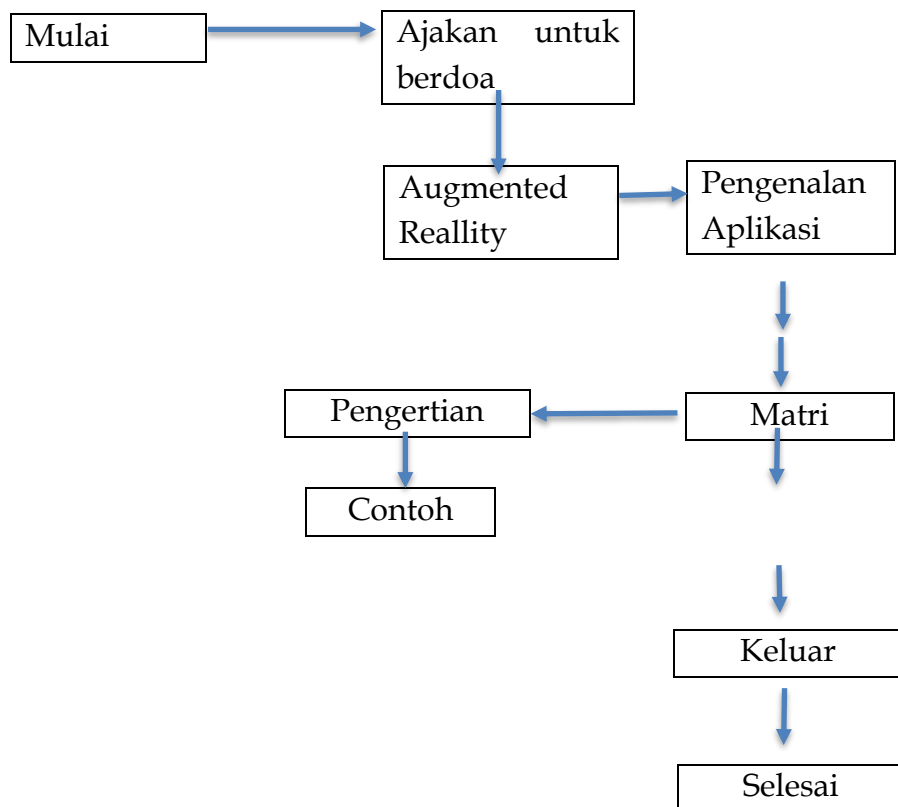 Mulai
Ajakan untuk
berdoa
Augmented
Reallity
Pengenalan
Aplikasi
Pengertian
Matri
Contoh
Keluar
Selesai